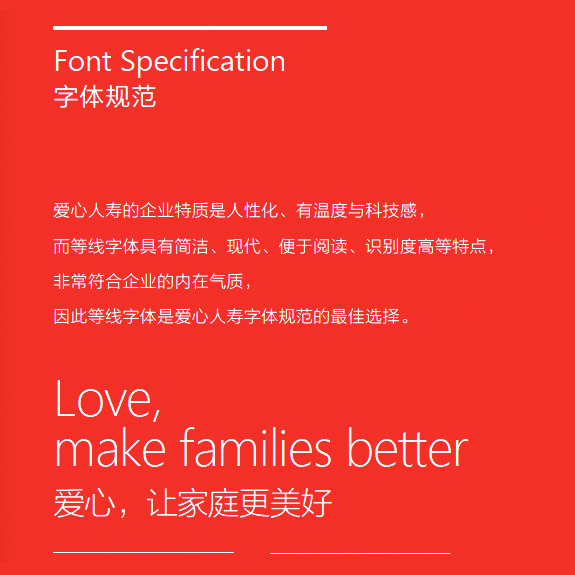 Font Specification
字体规范
爱心人寿的企业特质是人性化、有温度与科技感，
而等线字体具有简洁、现代、便于阅读、识别度高等特点，
非常符合企业的内在气质，
因此等线字体是爱心人寿字体规范的最佳选择。
Love,
make families better
爱心，让家庭更美好